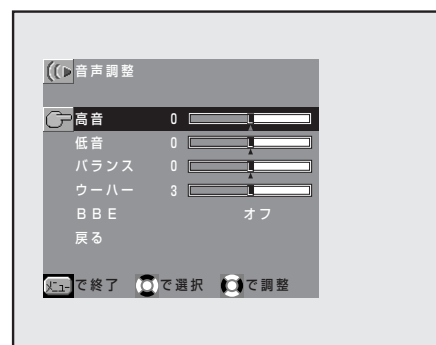 音声調整
高音 0
低音 0
バランス 0
ウーハー 3
BBE オフ
戻る
メニューで終了 で選択 で調整